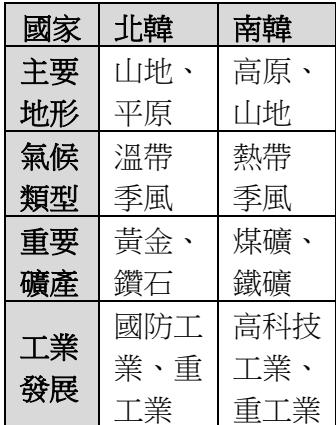 國家 北韓 南韓
主要 山地、 高原、
地形 平原 山地
氣候 溫帶 熱帶
類型 季風 季風
重要 黃金、 煤礦、
礦產 鑽石 鐵礦
工業 國防工 高科技
發展 業、重 工業、
工業 重工業